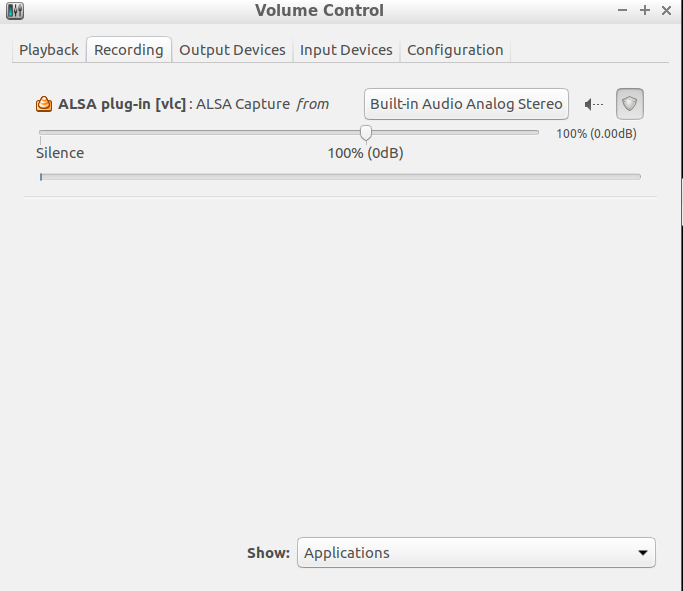 Volume Control
Playback Recording Output Devices Input Devices Configuration
ALSA plug-in [vlc]: ALSA Capture from Built-in Audio Analog Stereo
100% (0.00dB)
Silence 100% (0dB)
Show: Applications